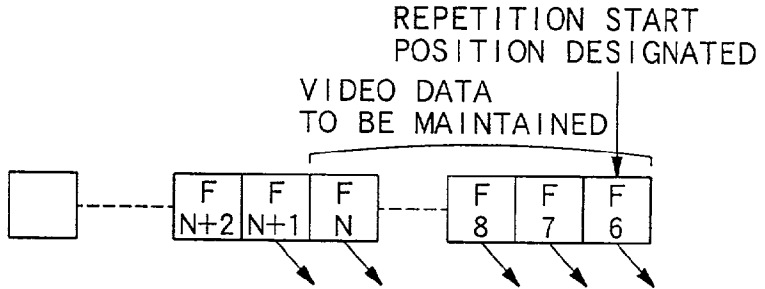 REPETITION START
POSITION DESIGNATED
VIDEO DATA
TO BE MAINTAINED
F F F F F F
N+2 N+1 N 8 7 6